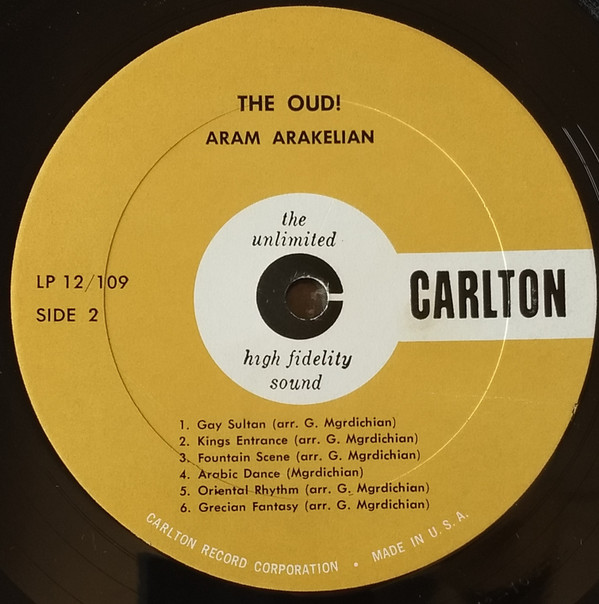 THE OUD!
ARAM ARAKELIAN
the
unlimited
LP 12/109
SIDE 2
CARLTON
high fidelity
sound
1. Gay Sultan (arr. G. Mgrdichian)
2. Kings Entrance (arr. G. Mgrdichian)
3. Fountain Scene (arr. G. Mgrdichian)
4. Arabic Dance (Mgrdichian)
5. Oriental Rhythm (arr. G. Mgrdichian)
6. Grecian Fantasy (arr. G. Mgrdichian)
CARLTON RECORD CORPORATION • MADE IN U.S.A.